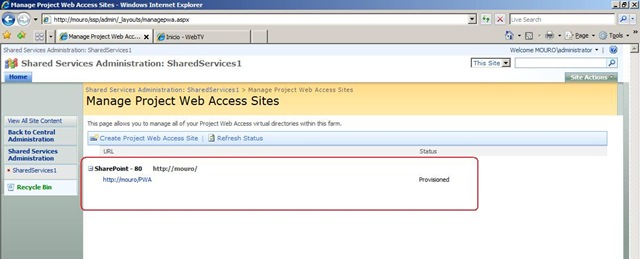 Manage Project Web Access Sites - Windows Internet Explorer
http://mouro/ssp/admin/_layouts/managepwa.aspx
Live Search
Manage Project Web Acc... Inicio - WebTV
Page Tools
Shared Services Administration: SharedServices1 Welcome MOURO\administrator
Shared Services Administration: SharedServices1 This Site
Home Site Actions
Shared Services Administration: SharedServices1 > Manage Project Web Access Sites
Manage Project Web Access Sites
View All Site Content
This page allows you to manage all of your Project Web Access virtual directories within this farm.
Back to Central
Administration
Create Project Web Access Site Refresh Status
Shared Services
Administration
URL Status
SharedServices1
SharePoint - 80 http://mouro/
http://mouro/PWA Provisioned
Recycle Bin